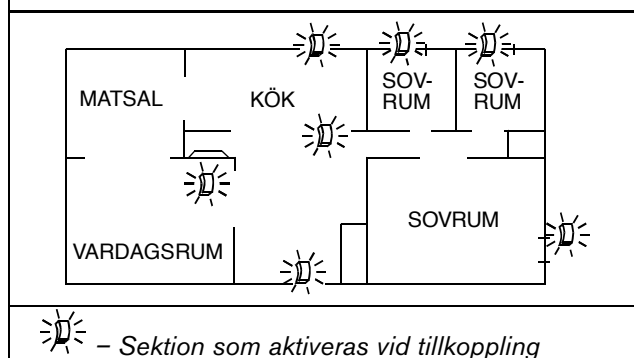 MATSAL
KÖK
SOV-
RUM
SOV-
RUM
VARDAGSRUM
SOVRUM
– Sektion som aktiveras vid tillkoppling